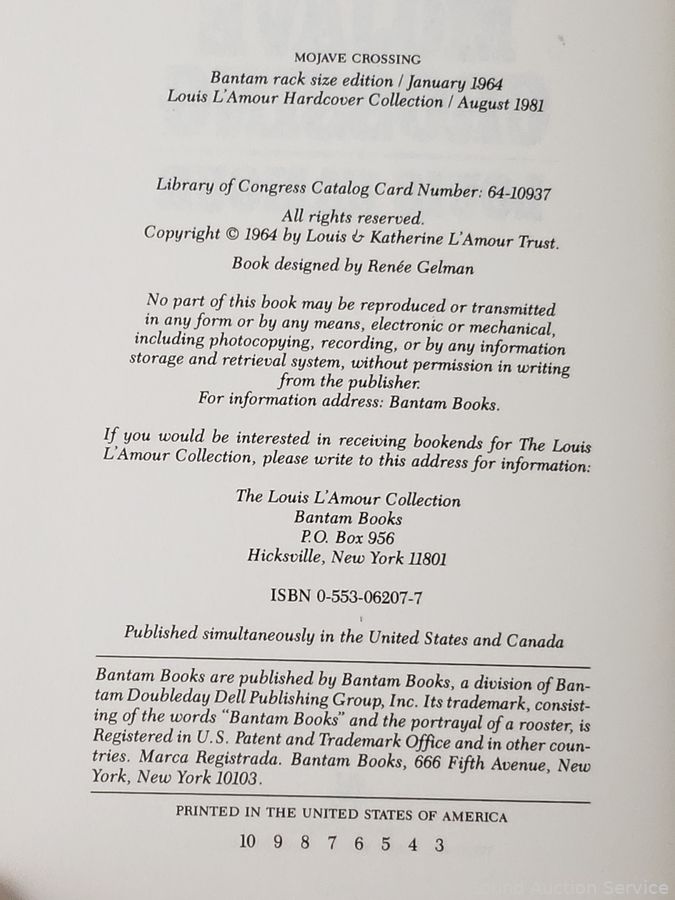 MOJAVE CROSSING
Bantam rack size edition / January 1964
Louis L'Amour Hardcover Collection / August 1981
Library of Congress Catalog Card Number: 64-10937
All rights reserved.
Copyright © 1964 by Louis & Katherine L'Amour Trust.
Book designed by Renée Gelman
No part of this book may be reproduced or transmitted
in any form or by any means, electronic or mechanical,
including photocopying, recording, or by any information
storage and retrieval system, without permission in writing
from the publisher.
For information address: Bantam Books.
If you would be interested in receiving bookends for The Louis
L'Amour Collection, please write to this address for information:
The Louis L'Amour Collection
Bantam Books
P.O. Box 956
Hicksville, New York 11801
ISBN 0-553-06207-7
Published simultaneously in the United States and Canada
Bantam Books are published by Bantam Books, a division of Ban-
tam Doubleday Dell Publishing Group, Inc. Its trademark, consist-
ing of the words "Bantam Books" and the portrayal of a rooster, is
Registered in U.S. Patent and Trademark Office and in other coun-
tries. Marca Registrada. Bantam Books, 666 Fifth Avenue, New
York, New York 10103.
PRINTED IN THE UNITED STATES OF AMERICA
10 9 8 7 6 5 4 3
Auction Service